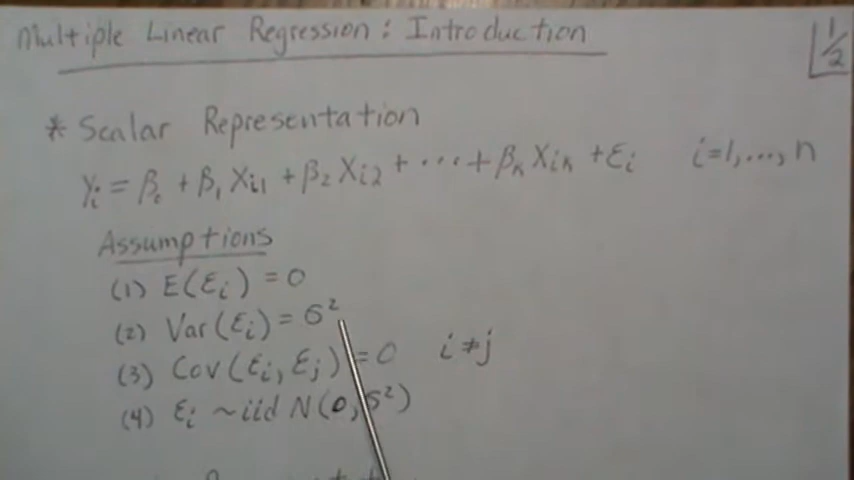 Multiple Linear Regression: Introduction
1/2
* Scalar Representation
Yi = β0 + β1 Xi1 + β2 Xi2 + ··· + βk Xik + εi   i=1,...,n
Assumptions
(1) E(εi) = 0
(2) Var(εi) = σ²
(3) Cov(εi, εj) = 0   i ≠ j
(4) εi ~ iid N(0, σ²)